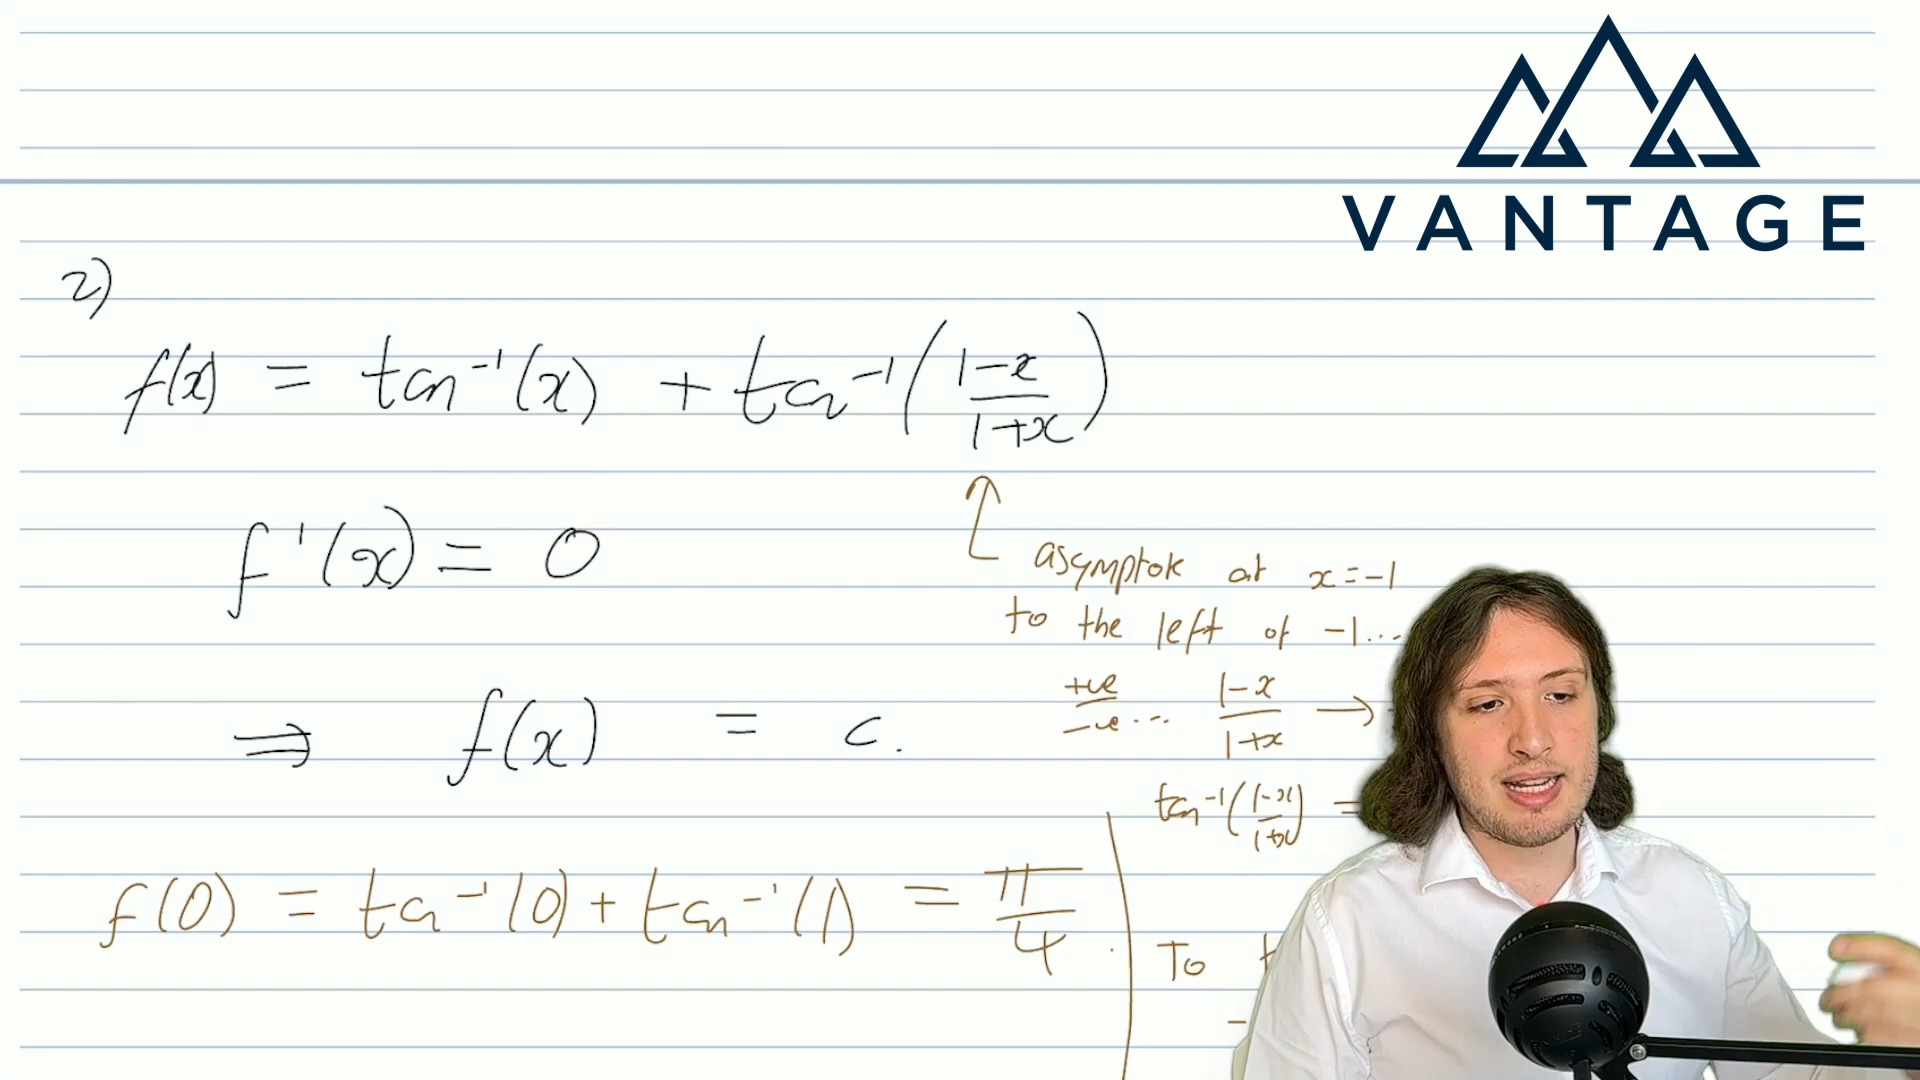 VANTAGE
2)
f(x) = tan⁻¹(x) + tan⁻¹(1-x/1+x)
f'(x) = 0
asymptote at x=-1
to the left of -1...
⇒ f(x) = c.
+ve/-ve... 1-x/1+x →
tan⁻¹(1-x/1+x) =
f(0) = tan⁻¹(0) + tan⁻¹(1) = π/4
To
-